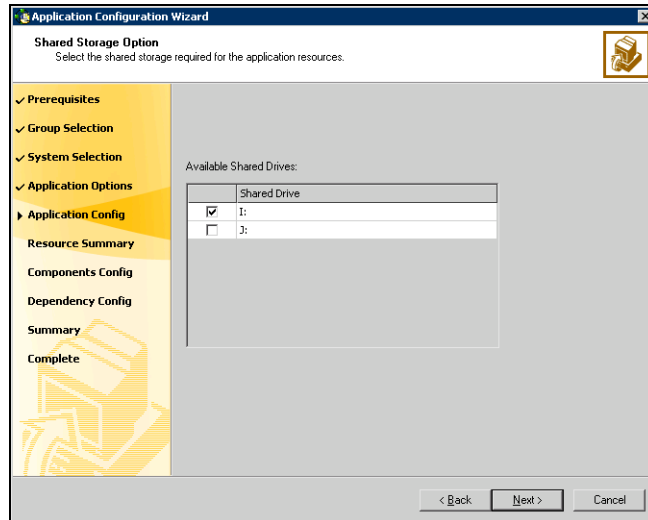 Application Configuration Wizard
Shared Storage Option
Select the shared storage required for the application resources.
Prerequisites
Group Selection
System Selection
Application Options
Application Config
Resource Summary
Components Config
Dependency Config
Summary
Complete
Available Shared Drives:
Shared Drive
I:
J:
< Back
Next >
Cancel